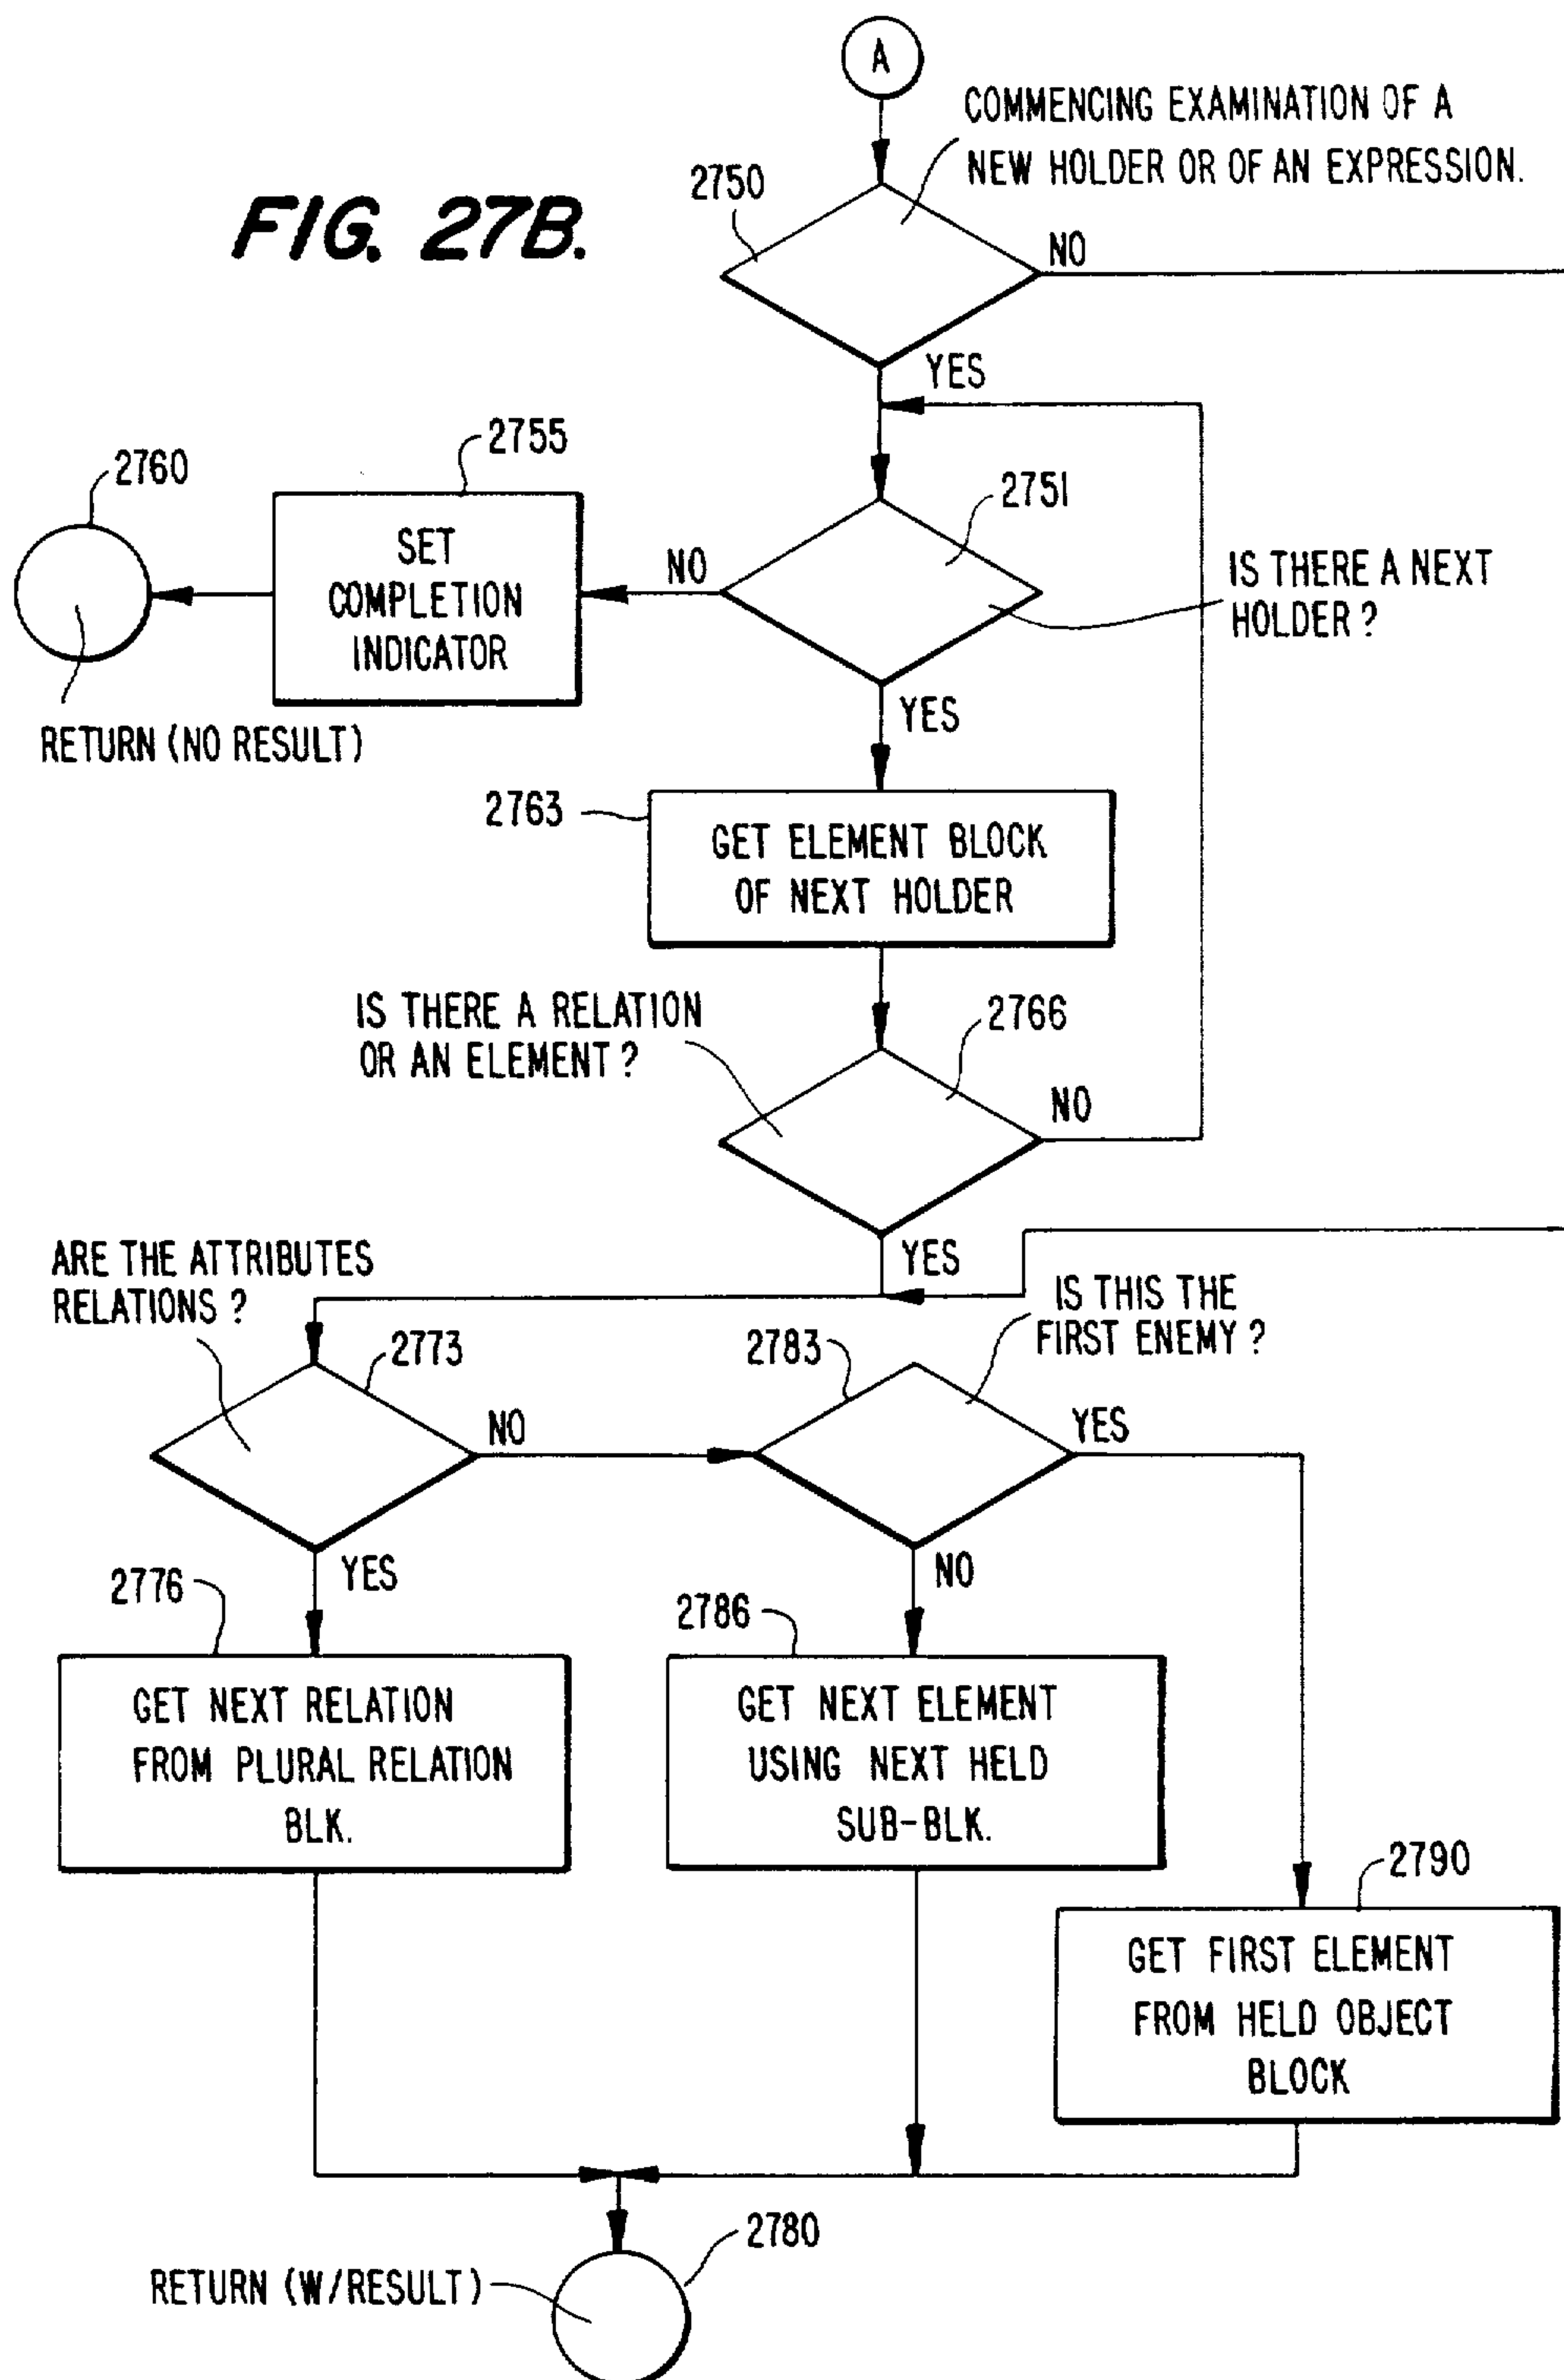 A
COMMENCING EXAMINATION OF A
NEW HOLDER OR OF AN EXPRESSION.
FIG. 27B.
2750
NO
YES
2755
2760
2751
SET
COMPLETION
INDICATOR
NO
IS THERE A NEXT
HOLDER?
RETURN (NO RESULT)
YES
2763
GET ELEMENT BLOCK
OF NEXT HOLDER
IS THERE A RELATION
OR AN ELEMENT?
2766
NO
YES
ARE THE ATTRIBUTES
RELATIONS?
IS THIS THE
FIRST ENEMY?
2773
2783
NO
YES
YES
NO
2776
2786
GET NEXT RELATION
FROM PLURAL RELATION
BLK.
GET NEXT ELEMENT
USING NEXT HELD
SUB-BLK.
2790
GET FIRST ELEMENT
FROM HELD OBJECT
BLOCK
2780
RETURN (W/RESULT)